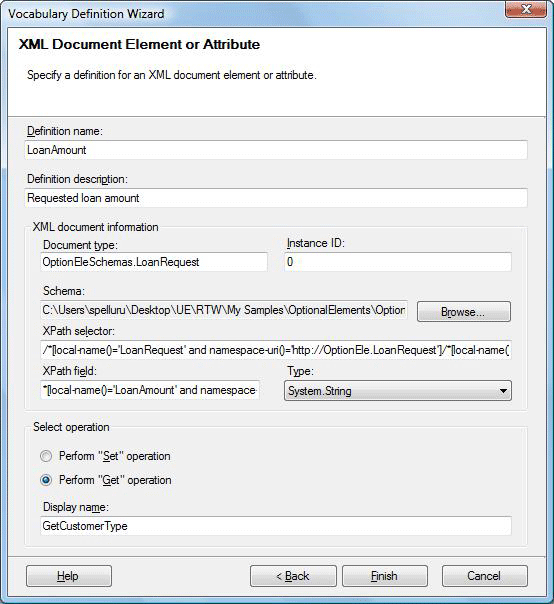 Vocabulary Definition Wizard
XML Document Element or Attribute
Specify a definition for an XML document element or attribute.
Definition name:
LoanAmount
Definition description:
Requested loan amount
XML document information
Document type:
Instance ID:
OptionEleSchemas.LoanRequest
0
Schema:
C:\Users\spelluru\Desktop\UE\RTW\My Samples\OptionalElements\Option
Browse...
XPath selector:
/*[local-name()='LoanRequest' and namespace-uri()='http://OptionEle.LoanRequest']/*[local-name('
XPath field:
Type:
*[local-name()='LoanAmount' and namespace
System.String
Select operation
Perform "Set" operation
Perform "Get" operation
Display name:
GetCustomerType
Help
< Back
Finish
Cancel